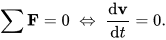 ∑ F = 0 ⇔ dv/dt = 0.